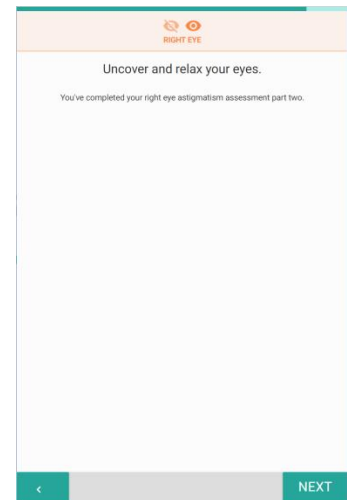 RIGHT EYE
Uncover and relax your eyes.
You've completed your right eye astigmatism assessment part two.
NEXT